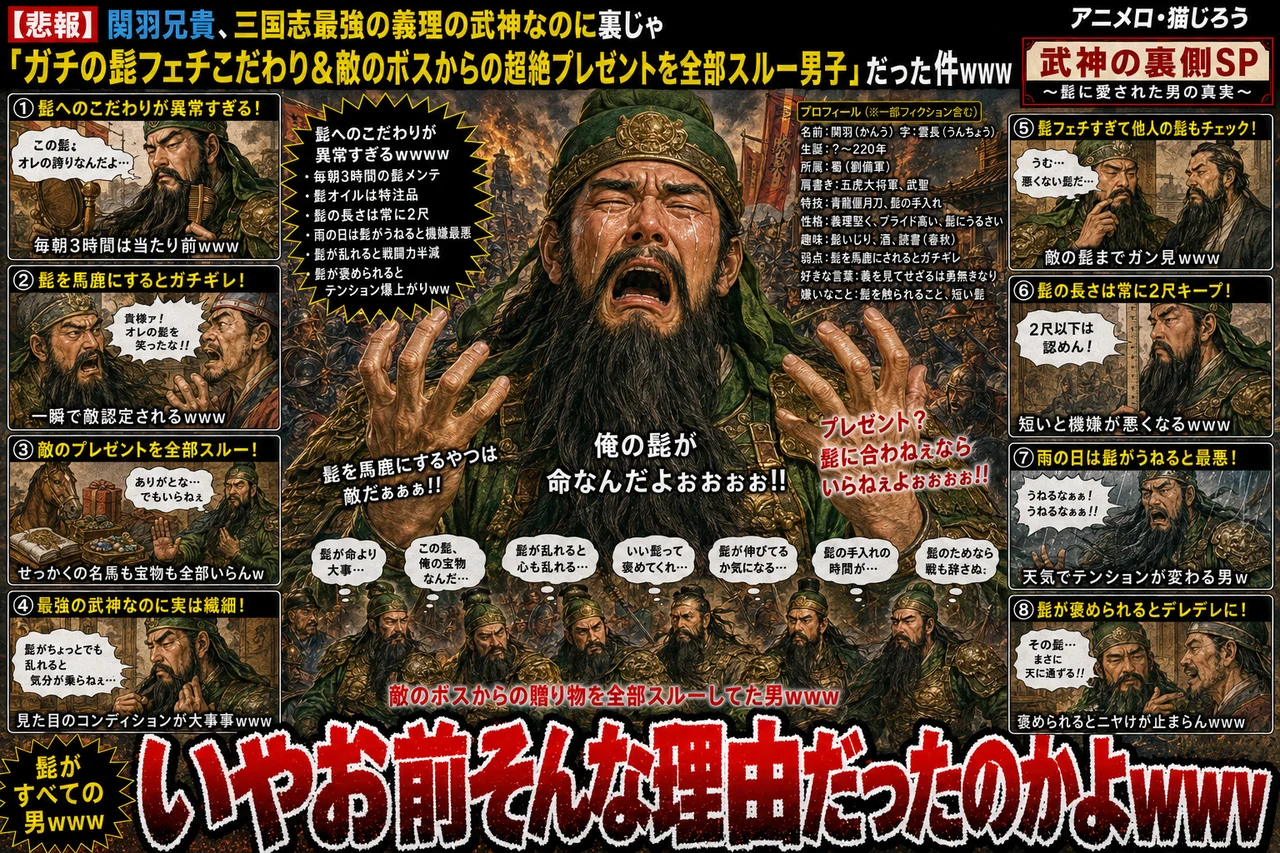 【悲報】関羽兄貴、三国志最強の義理の武神なのに裏じゃ
「ガチの髭フェチこだわり&敵のボスからの超絶プレゼントを全部スルー男子」だった件www
アニメロ・猫じろう
武神の裏側SP
～髭に愛された男の真実～
① 髭へのこだわりが異常すぎる！
この髭、
オレの誇りなんだよ…
毎朝3時間は当たり前www
② 髭を馬鹿にするとガチギレ！
貴様ァ！
オレの髭を
笑ったな!!
一瞬で敵認定されるwww
③ 敵のプレゼントを全部スルー！
ありがとな…
でもいらねぇ
せっかくの名馬も宝物も全部いらんw
④ 最強の武神なのに実は繊細！
髭がちょっとでも
乱れると
気分が乗らねぇ…
見た目のコンディションが大事事www
髭へのこだわりが
異常すぎるwwww
・毎朝3時間の髭メンテ
・髭オイルは特注品
・髭の長さは常に2尺
・雨の日は髭がうねると機嫌最悪
・髭が乱れると戦闘力半減
・髭が褒められると
テンション爆上がりww
プロフィール（※一部フィクション含む）
名前：関羽（かんう） 字：雲長（うんちょう）
生誕：？～220年
所属：蜀（劉備軍）
肩書き：五虎大将軍、武聖
特技：青龍偃月刀、髭の手入れ
性格：義理堅く、プライド高い、髭にうるさい
趣味：髭いじり、酒、読書（春秋）
弱点：髭を馬鹿にされるとガチギレ
好きな言葉：義を見てせざるは勇無きなり
嫌いなこと：髭を触られること、短い髭
髭を馬鹿にするやつは
敵だぁぁぁ!!
俺の髭が
命なんだよぉぉぉぉ!!
プレゼント？
髭に合わねぇなら
いらねぇよぉぉぉぉ!!
髭が命より
大事…
この髭、
俺の宝物
なんだ…
髭が乱れると
心も乱れる…
いい髭って
褒めてくれ…
髭が伸びてる
か気になる…
髭の手入れの
時間が…
髭のためなら
戦も辞さぬ；
⑤ 髭フェチすぎて他人の髭もチェック！
うむ…
悪くない髭だ…
敵の髭までガン見www
⑥ 髭の長さは常に2尺キープ！
2尺以下は
認めん！
短いと機嫌が悪くなるwww
⑦ 雨の日は髭がうねると最悪！
うねるなぁぁ！
うねるなぁぁ!!
天気でテンションが変わる男w
⑧ 髭が褒められるとデレデレに！
その髭…
まさに
天に通ずる!!
褒められるとニヤけが止まらんwww
敵のボスからの贈り物を全部スルーしてた男www
髭が
すべての
男www
いやお前そんな理由だったのかよwww